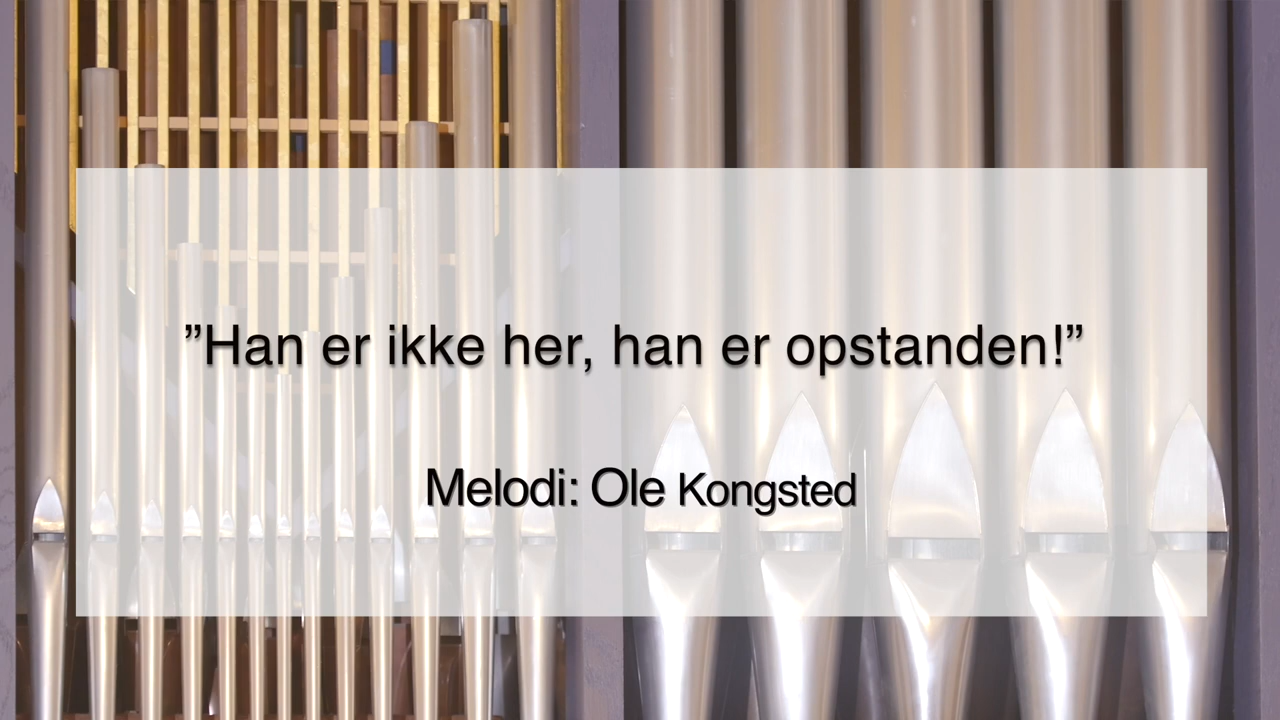 ”Han er ikke her, han er opstanden!”
Melodi: Ole Kongsted